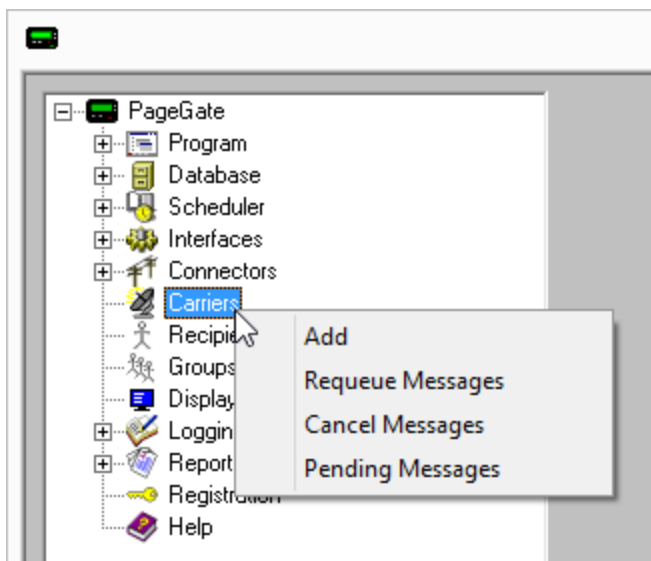 PageGate
Program
Database
Scheduler
Interfaces
Connectors
Carriers
Add
Requeue Messages
Groups
Cancel Messages
Display
Pending Messages
Registration
Help